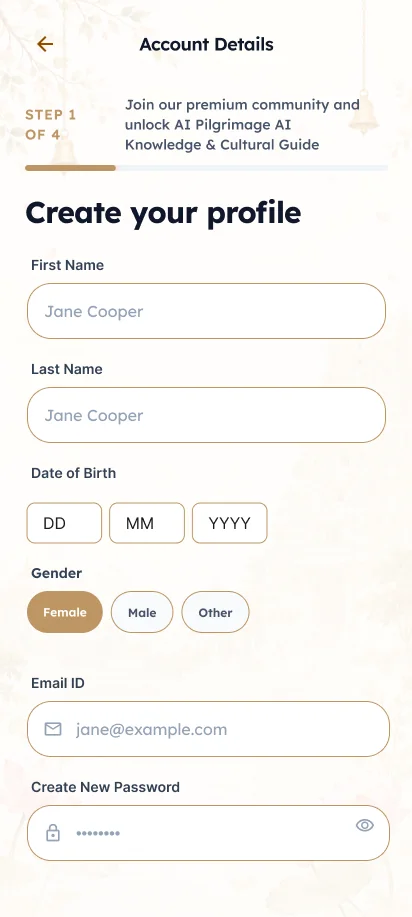 Account Details
STEP 1
OF 4
Join our premium community and
unlock AI Pilgrimage AI
Knowledge & Cultural Guide
Create your profile
First Name
Jane Cooper
Last Name
Jane Cooper
Date of Birth
DD MM YYYY
Gender
Female Male Other
Email ID
jane@example.com
Create New Password
••••••••